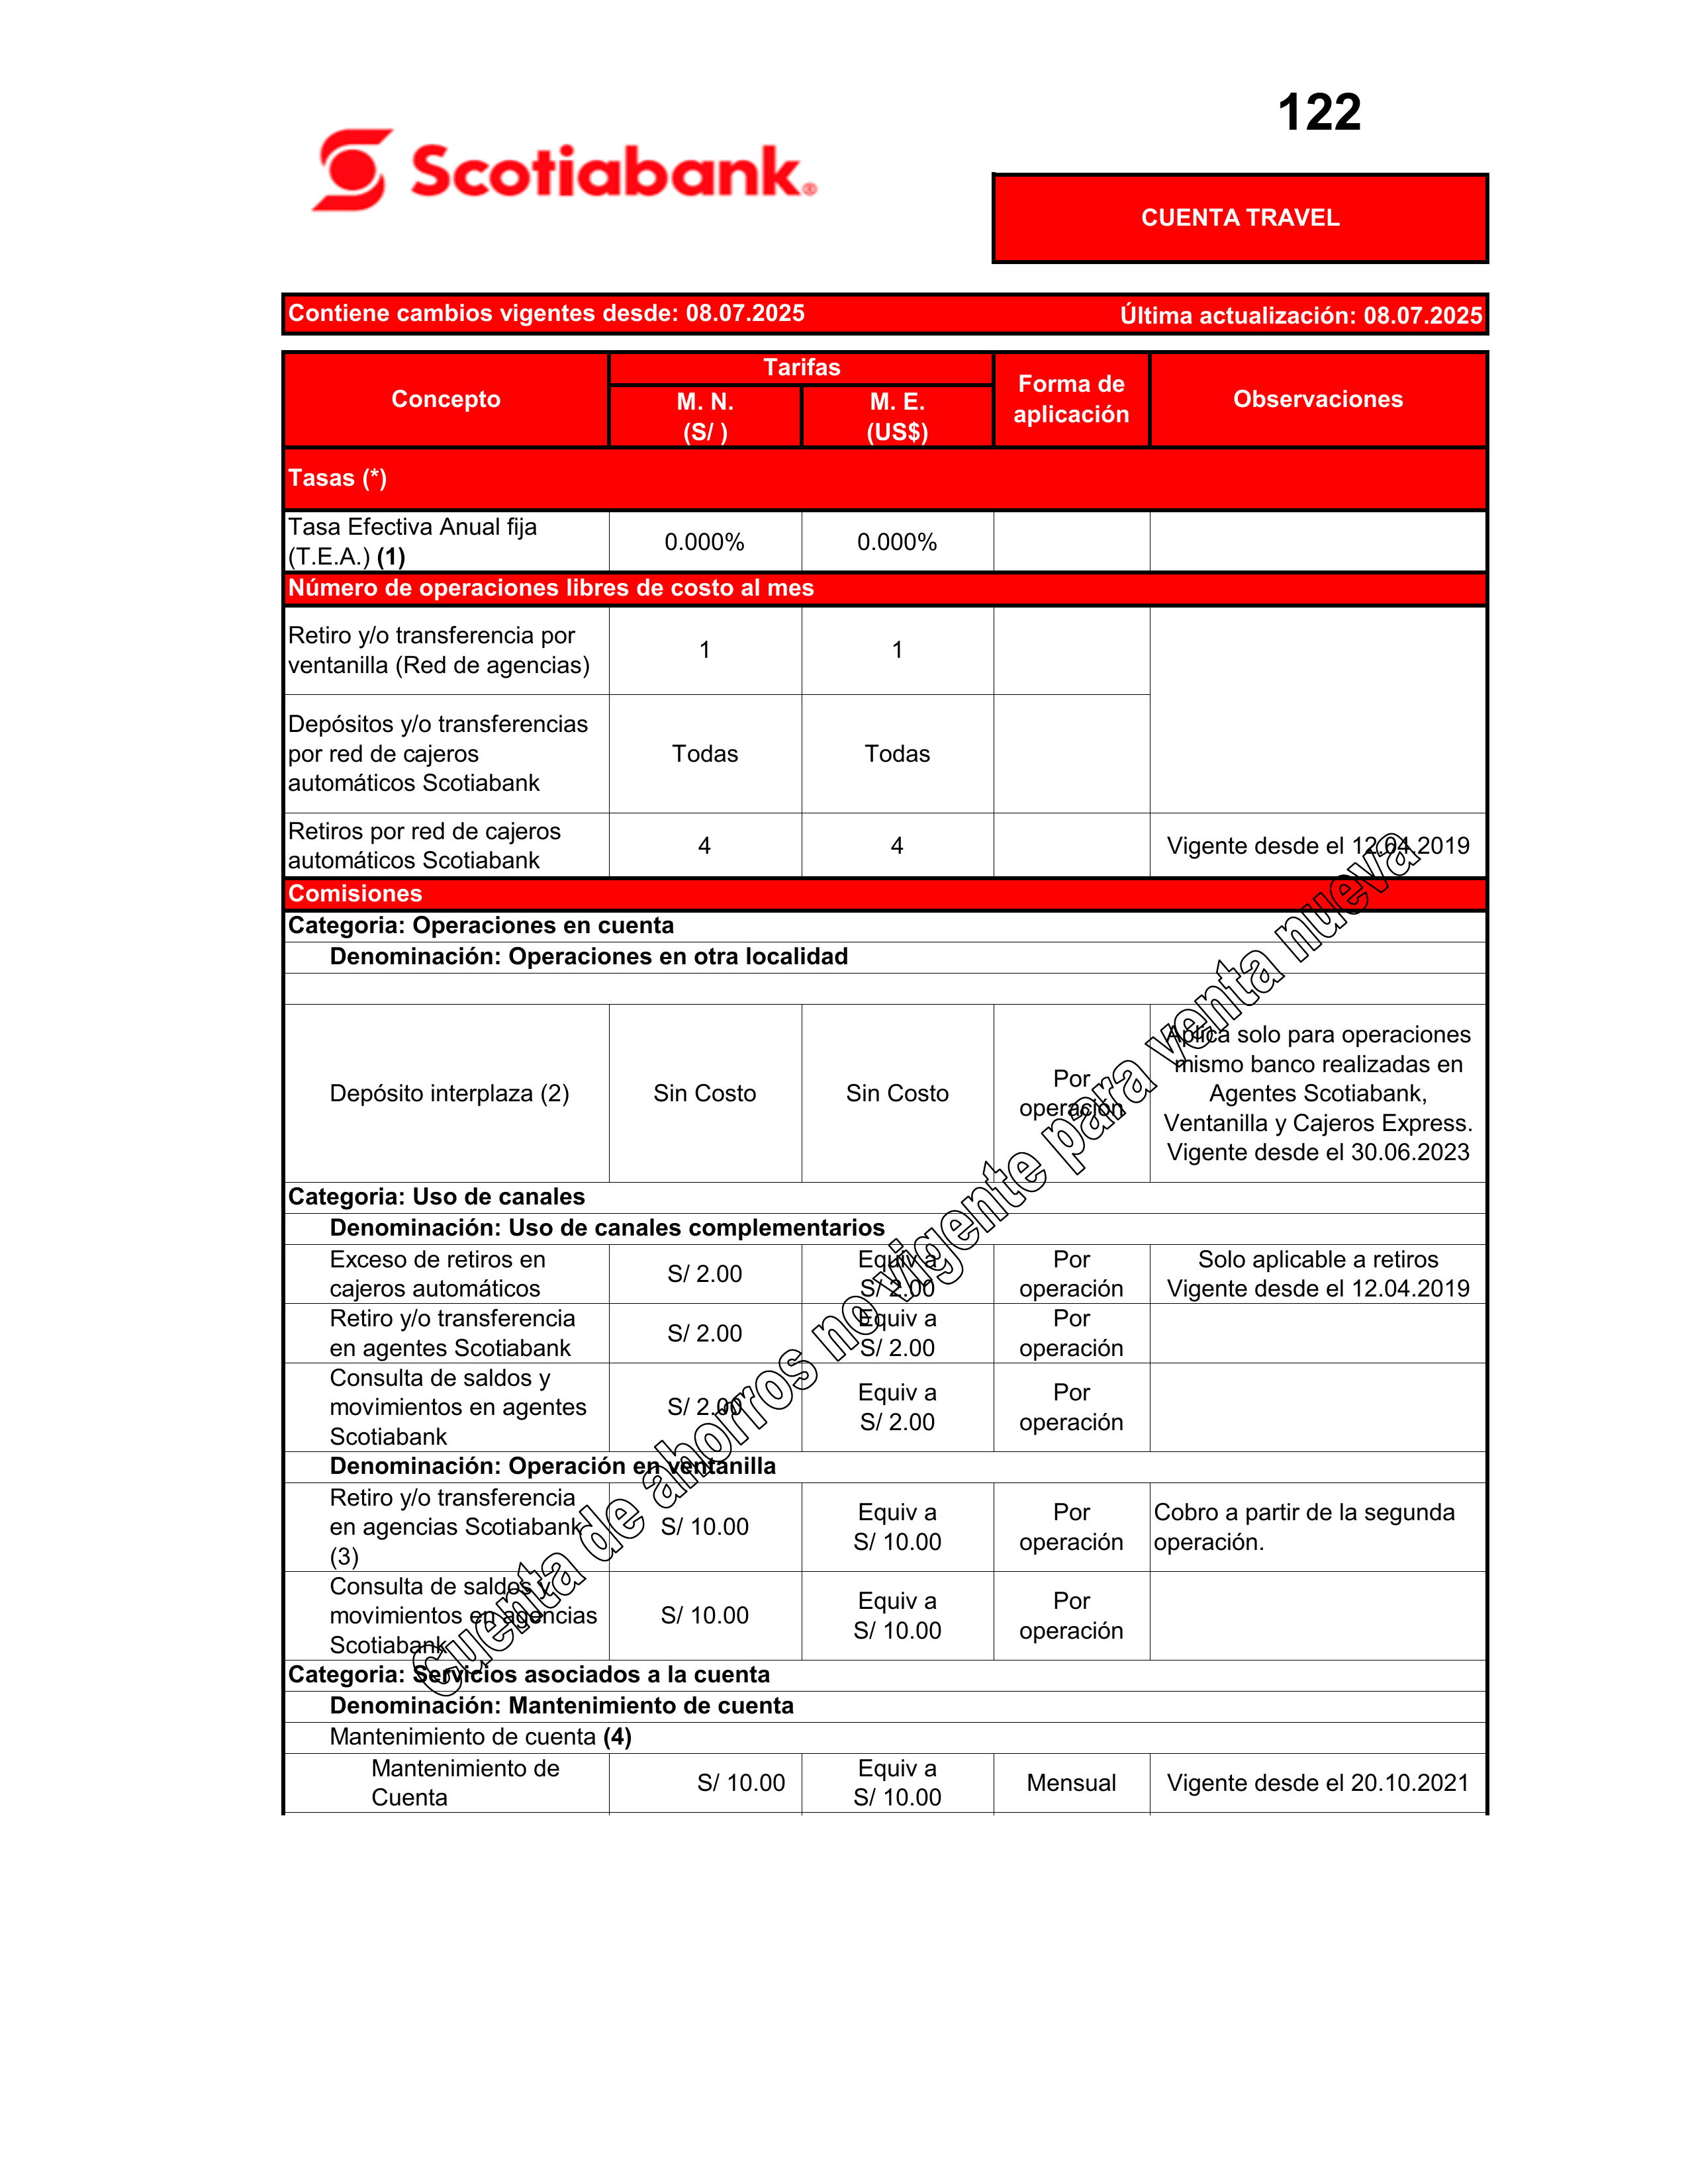 122
Scotiabank®
CUENTA TRAVEL
Contiene cambios vigentes desde: 08.07.2025 Última actualización: 08.07.2025
Concepto
Tarifas
M. N.
(S/ )
M. E.
(US$)
Forma de
aplicación
Observaciones
Tasas (*)
Tasa Efectiva Anual fija
(T.E.A.) (1)
0.000%
0.000%
Número de operaciones libres de costo al mes
Retiro y/o transferencia por
ventanilla (Red de agencias)
1
1
Depósitos y/o transferencias
por red de cajeros
automáticos Scotiabank
Todas
Todas
Retiros por red de cajeros
automáticos Scotiabank
4
4
Vigente desde el 12.04.2019
Comisiones
Categoria: Operaciones en cuenta
Denominación: Operaciones en otra localidad
Depósito interplaza (2)
Sin Costo
Sin Costo
Por
operación
Aplica solo para operaciones
mismo banco realizadas en
Agentes Scotiabank,
Ventanilla y Cajeros Express.
Vigente desde el 30.06.2023
Categoria: Uso de canales
Denominación: Uso de canales complementarios
Exceso de retiros en
cajeros automáticos
S/ 2.00
Equiv a
S/ 2.00
Por
operación
Solo aplicable a retiros
Vigente desde el 12.04.2019
Retiro y/o transferencia
en agentes Scotiabank
S/ 2.00
Equiv a
S/ 2.00
Por
operación
Consulta de saldos y
movimientos en agentes
Scotiabank
S/ 2.00
Equiv a
S/ 2.00
Por
operación
Denominación: Operación en ventanilla
Retiro y/o transferencia
en agencias Scotiabank
(3)
S/ 10.00
Equiv a
S/ 10.00
Por
operación
Cobro a partir de la segunda
operación.
Consulta de saldos y
movimientos en agencias
Scotiabank
S/ 10.00
Equiv a
S/ 10.00
Por
operación
Categoria: Servicios asociados a la cuenta
Denominación: Mantenimiento de cuenta
Mantenimiento de cuenta (4)
Mantenimiento de
Cuenta
S/ 10.00
Equiv a
S/ 10.00
Mensual
Vigente desde el 20.10.2021
Cuenta de ahorros no vigente para venta nueva